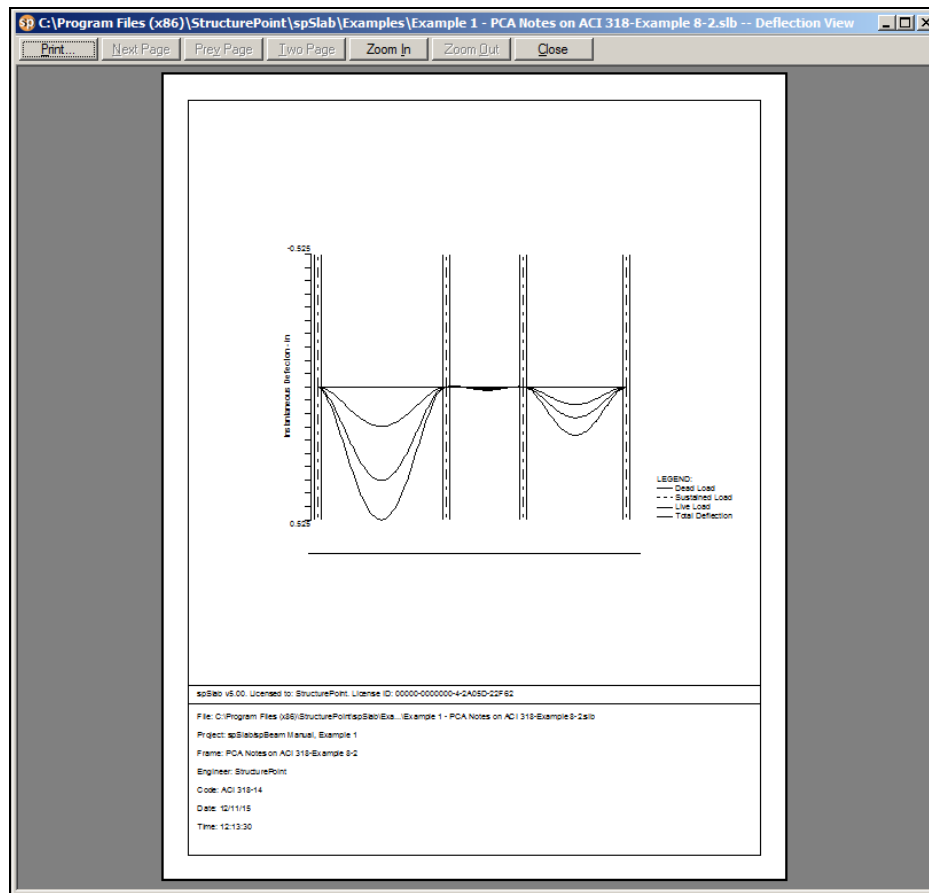 C:\Program Files (x86)\StructurePoint\spSlab\Examples\Example 1 - PCA Notes on ACI 318-Example 8-2.slb -- Deflection View
Print... Next Page Prev Page Two Page Zoom In Zoom Out Close
-0.525
Instantaneous Deflection - in
LEGEND:
Dead Load
Sustained Load
Live Load
Total Deflection
0.525
spSlab v5.00. Licensed to: StructurePoint. License ID: 00000-0000000-4-2A05D-22F62
File: C:\Program Files (x86)\StructurePoint\spSlab\Exa...\Example 1 - PCA Notes on ACI 318-Example 8-2.slb
Project: spSlab/spBeam Manual, Example 1
Frame: PCA Notes on ACI 318-Example 8-2
Engineer: StructurePoint
Code: ACI 318-14
Date: 12/11/15
Time: 12:13:30